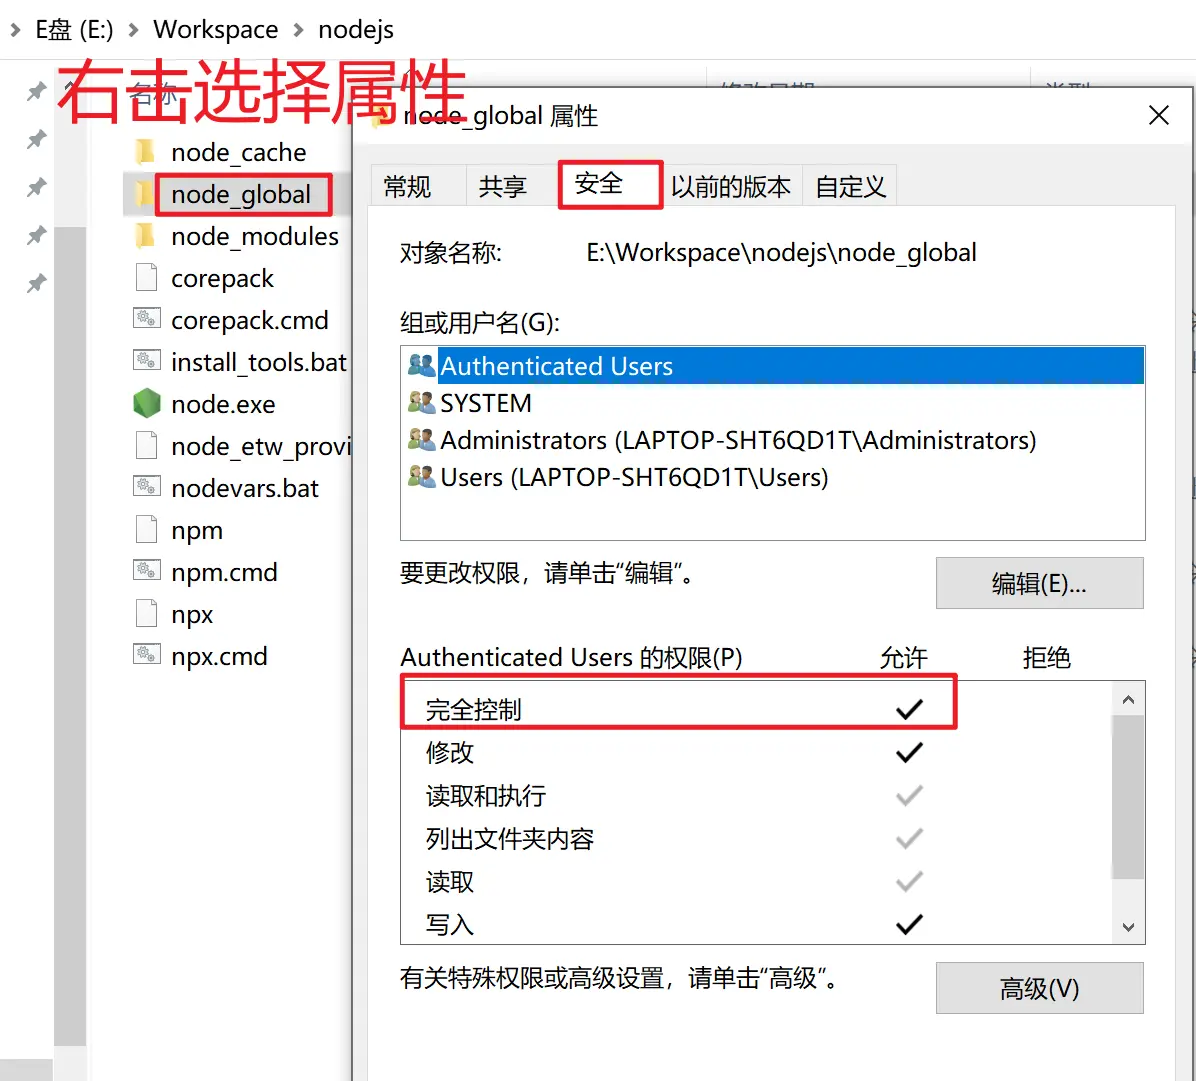 E盘 (E:) > Workspace > nodejs
右击选择属性
名称
修改日期
类型
node_cache
node_global
node_modules
corepack
corepack.cmd
install_tools.bat
node.exe
node_etw_provi
nodevars.bat
npm
npm.cmd
npx
npx.cmd
node_global 属性
常规
共享
安全
以前的版本
自定义
对象名称:
E:\Workspace\nodejs\node_global
组或用户名(G):
Authenticated Users
SYSTEM
Administrators (LAPTOP-SHT6QD1T\Administrators)
Users (LAPTOP-SHT6QD1T\Users)
要更改权限，请单击“编辑”。
编辑(E)...
Authenticated Users 的权限(P)
允许
拒绝
完全控制
修改
读取和执行
列出文件夹内容
读取
写入
有关特殊权限或高级设置，请单击“高级”。
高级(V)